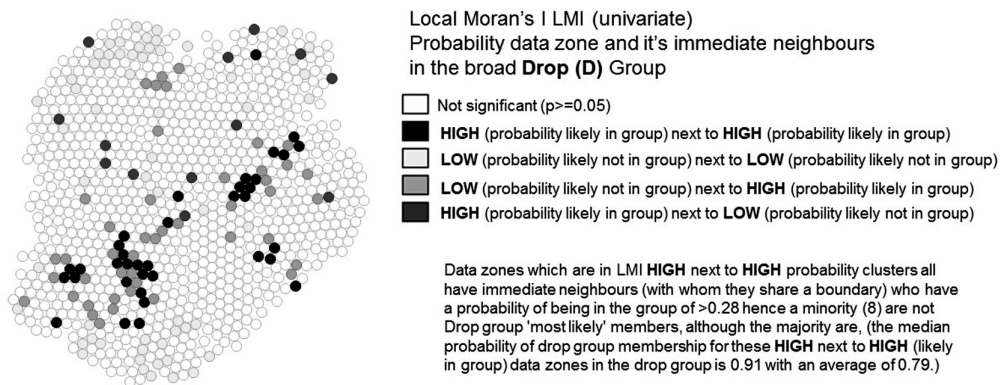 Local Moran's I LMI (univariate)
Probability data zone and it's immediate neighbours
in the broad Drop (D) Group
Not significant (p>=0.05)
HIGH (probability likely in group) next to HIGH (probability likely in group)
LOW (probability likely not in group) next to LOW (probability likely not in group)
LOW (probability likely not in group) next to HIGH (probability likely in group)
HIGH (probability likely in group) next to LOW (probability likely not in group)
Data zones which are in LMI HIGH next to HIGH probability clusters all
have immediate neighbours (with whom they share a boundary) who have
a probability of being in the group of >0.28 hence a minority (8) are not
Drop group 'most likely' members, although the majority are, (the median
probability of drop group membership for these HIGH next to HIGH (likely
in group) data zones in the drop group is 0.91 with an average of 0.79.)